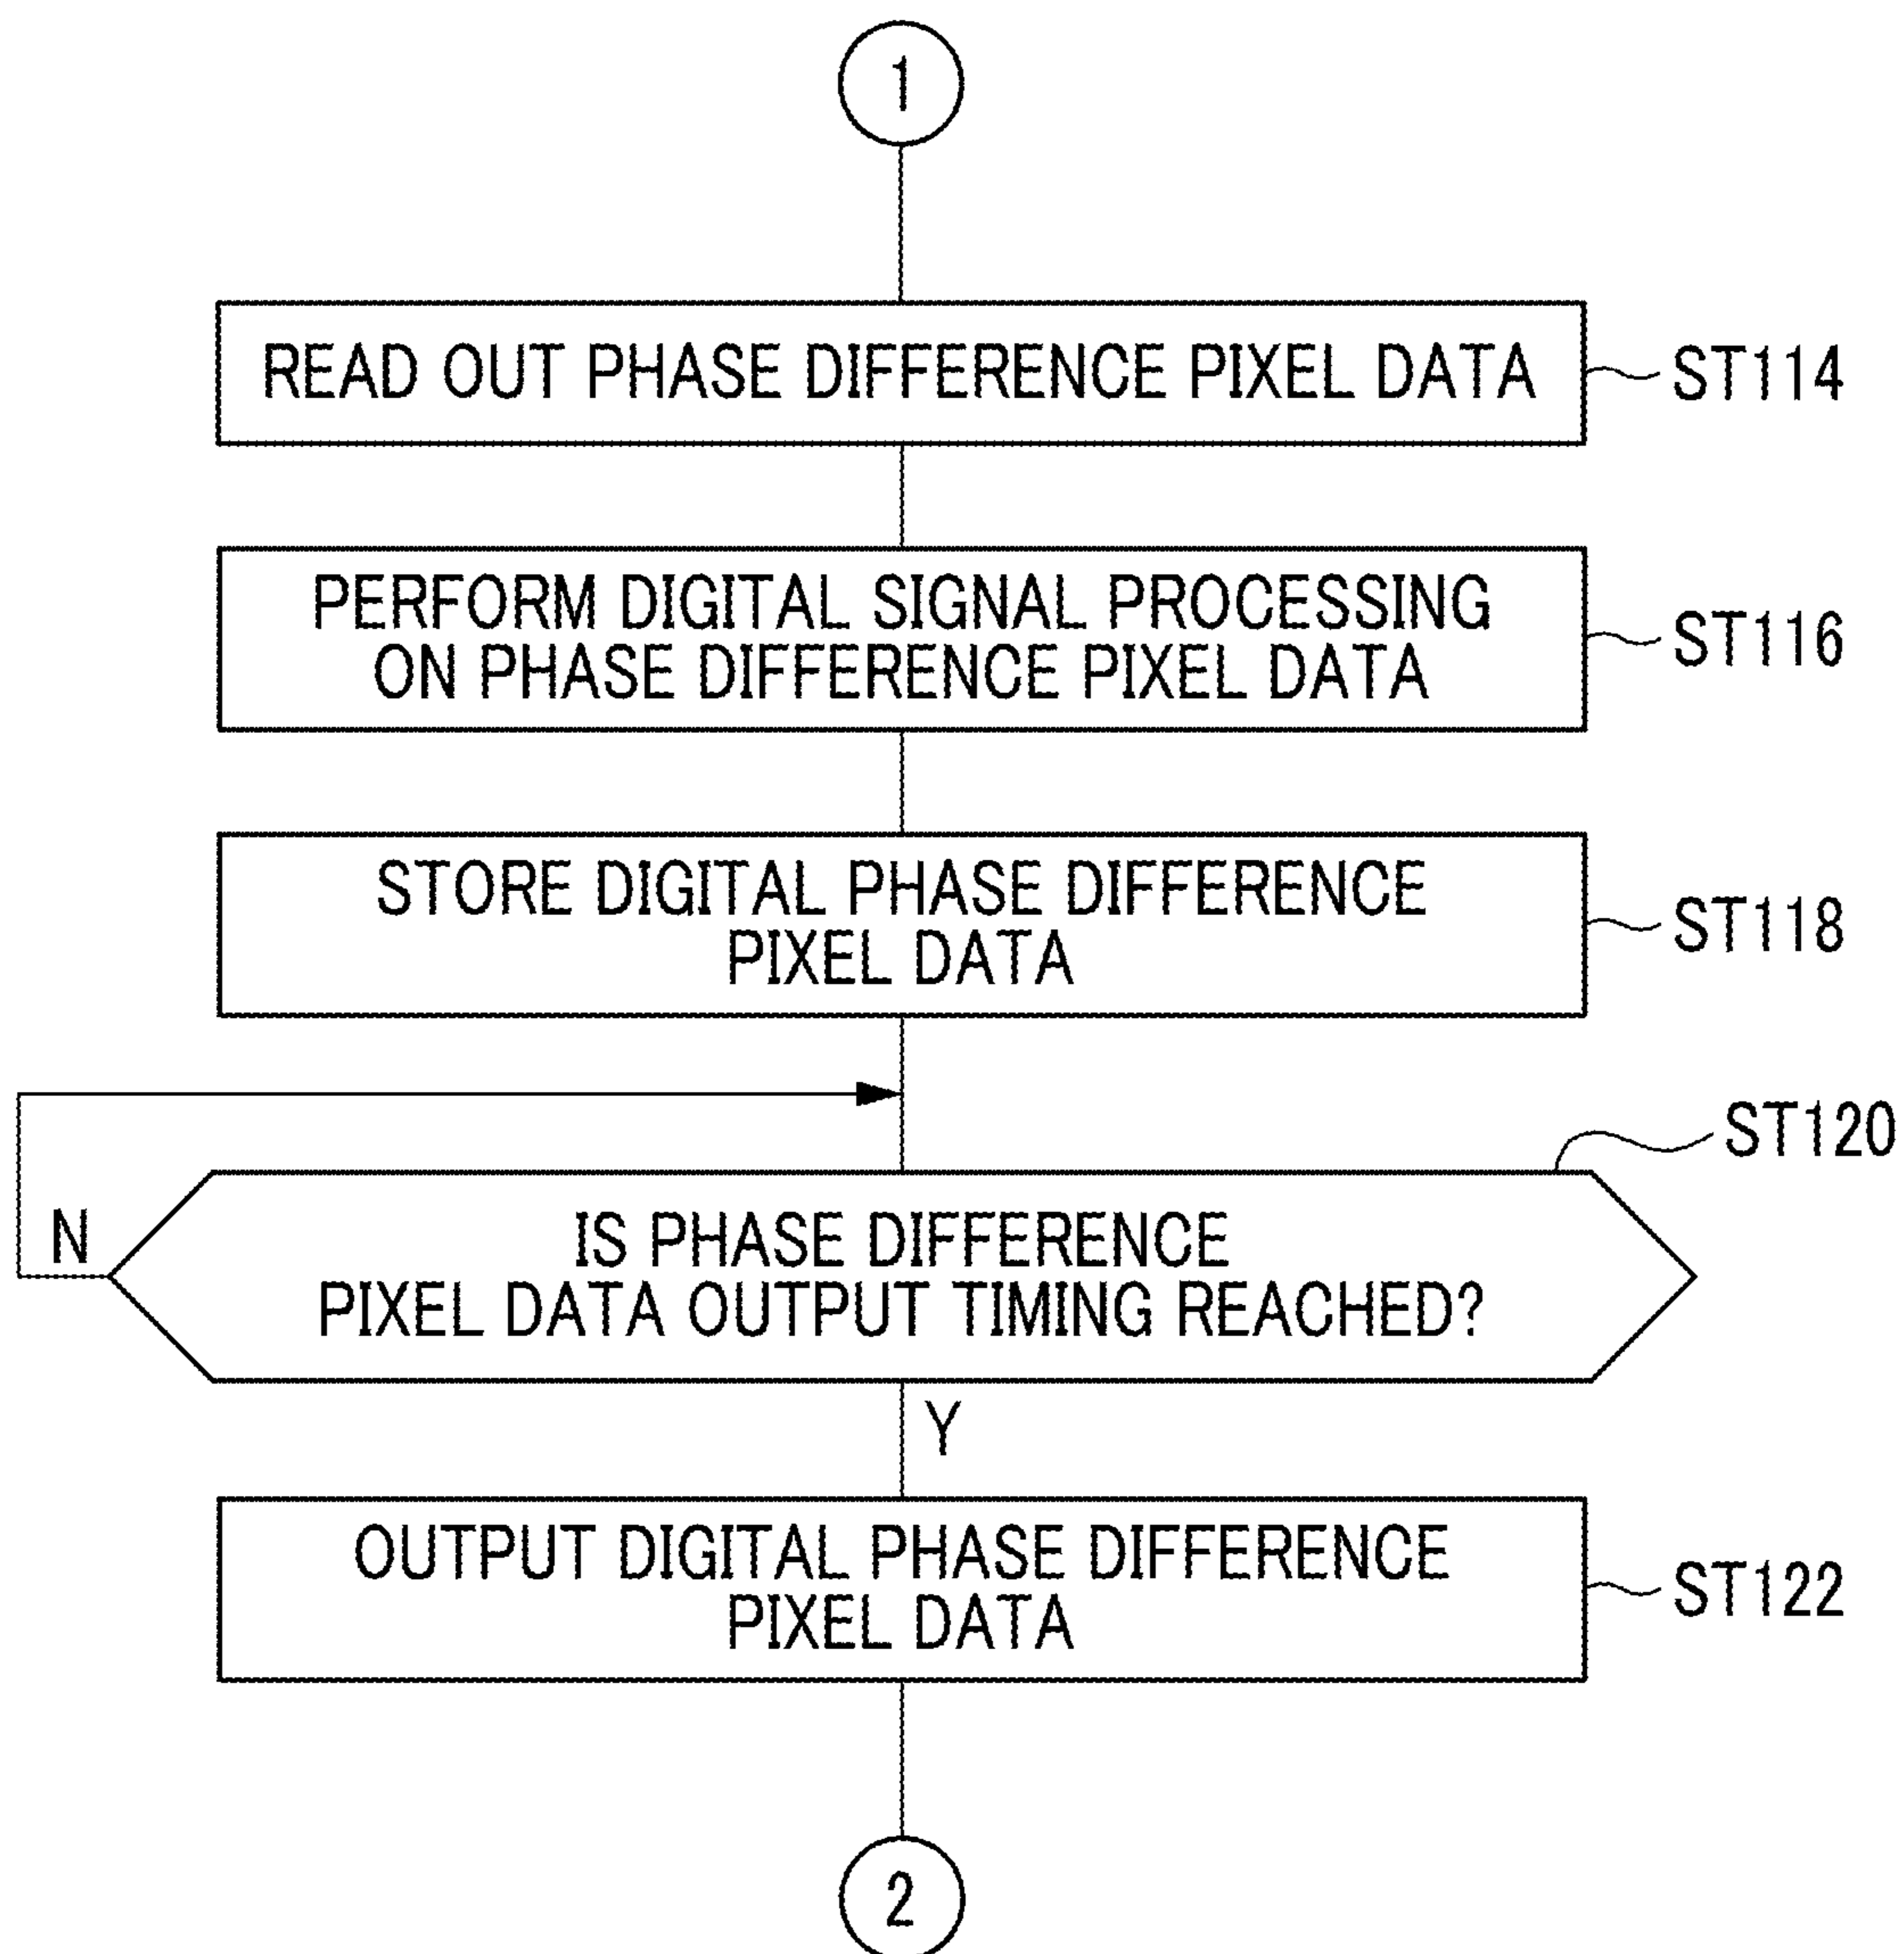 1
READ OUT PHASE DIFFERENCE PIXEL DATA
ST114
PERFORM DIGITAL SIGNAL PROCESSING
ON PHASE DIFFERENCE PIXEL DATA
ST116
STORE DIGITAL PHASE DIFFERENCE
PIXEL DATA
ST118
ST120
N
IS PHASE DIFFERENCE
PIXEL DATA OUTPUT TIMING REACHED?
Y
OUTPUT DIGITAL PHASE DIFFERENCE
PIXEL DATA
ST122
2